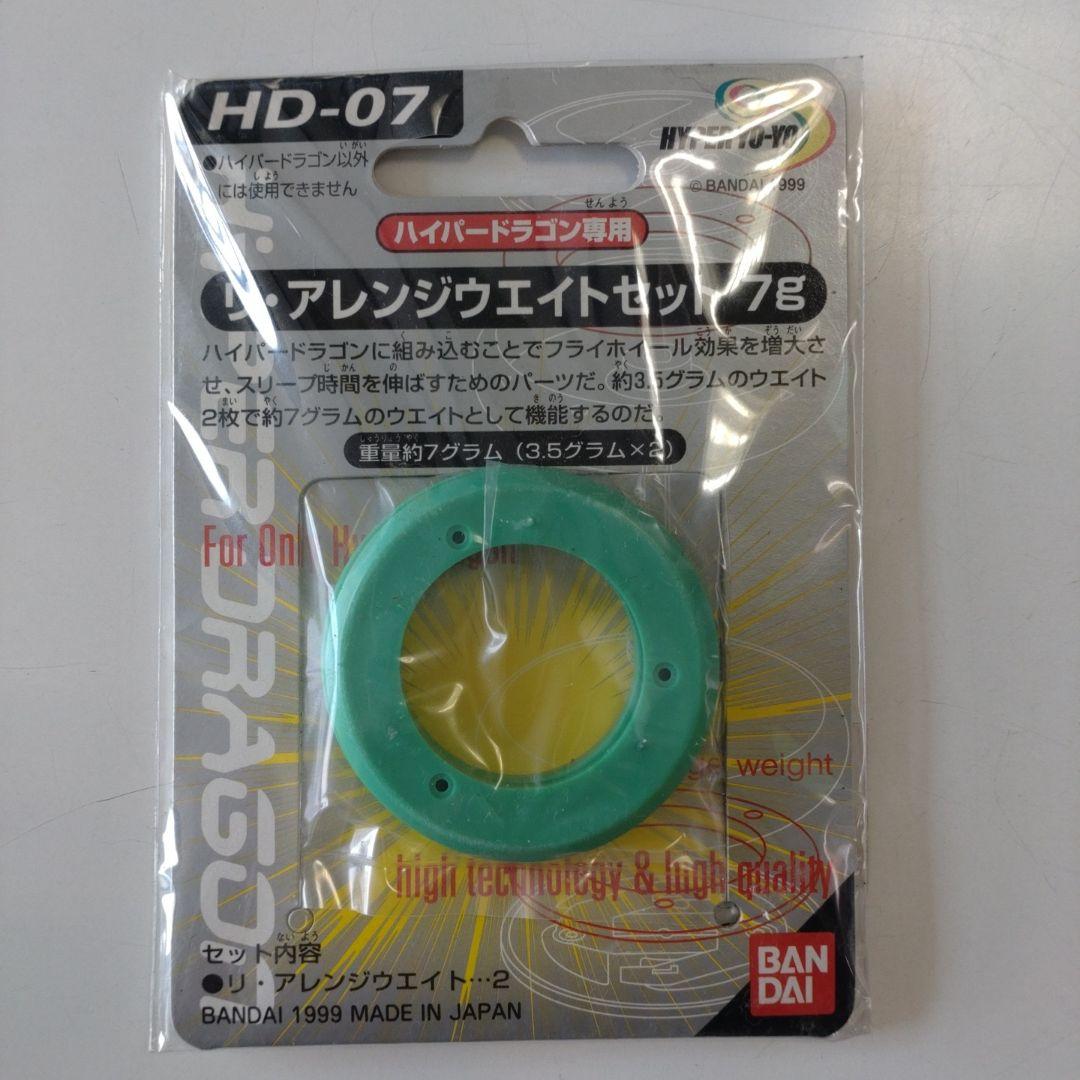 HD-07
●ハイパードラゴン以外
には使用できません
HYPER YO-YO
© BANDAI 1999
ハイパードラゴン専用
リ・アレンジウエイトセット 7g
ハイパードラゴンに組み込むことでフライホイール効果を増大さ
せ、スリープ時間を伸ばすためのパーツだ。約3.5グラムのウエイト
2枚で約7グラムのウエイトとして機能するのだ。
重量約7グラム（3.5グラム×2）
For Only
weight
high technology & high quality
HYPERDRAGON
セット内容
●リ・アレンジウエイト…2
BANDAI 1999 MADE IN JAPAN
BAN
DAI